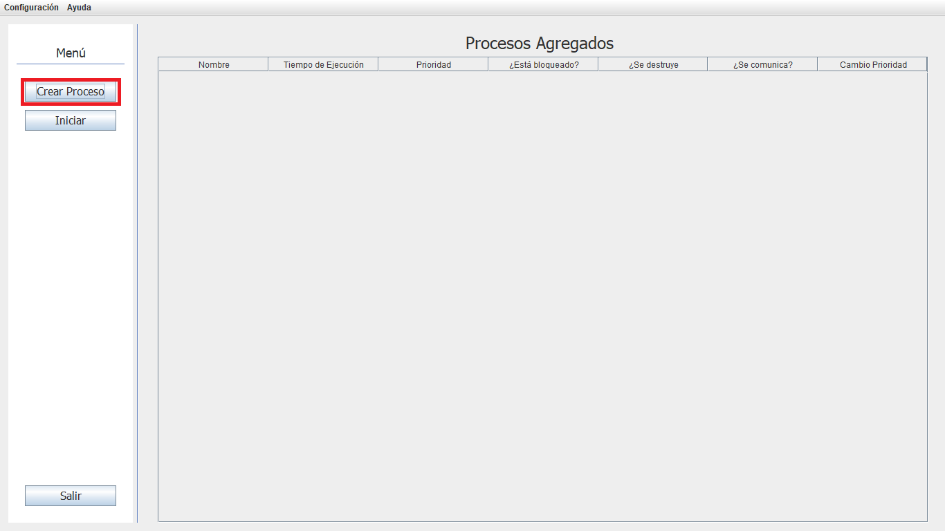 Configuración Ayuda
Menú
Crear Proceso
Iniciar
Salir
Procesos Agregados
Nombre Tiempo de Ejecución Prioridad ¿Está bloqueado? ¿Se destruye ¿Se comunica? Cambio Prioridad